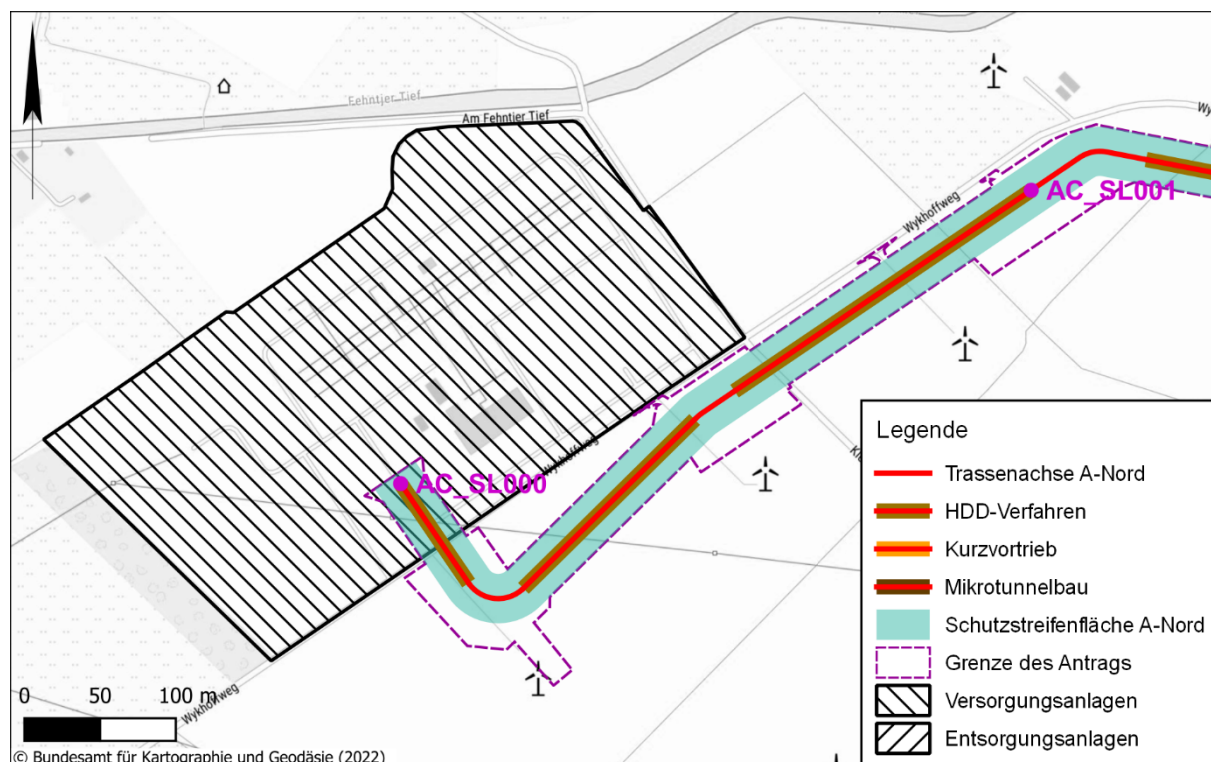 Fehntjer Tief
Am Fehntjer Tief
Wykhoffweg
AC_SL001
AC_SL000
Wykhoffweg
Wykhoffweg
0 50 100 m
© Bundesamt für Kartographie und Geodäsie (2022)
Legende
Trassenachse A-Nord
HDD-Verfahren
Kurzvortrieb
Mikrotunnelbau
Schutzstreifenfläche A-Nord
Grenze des Antrags
Versorgungsanlagen
Entsorgungsanlagen